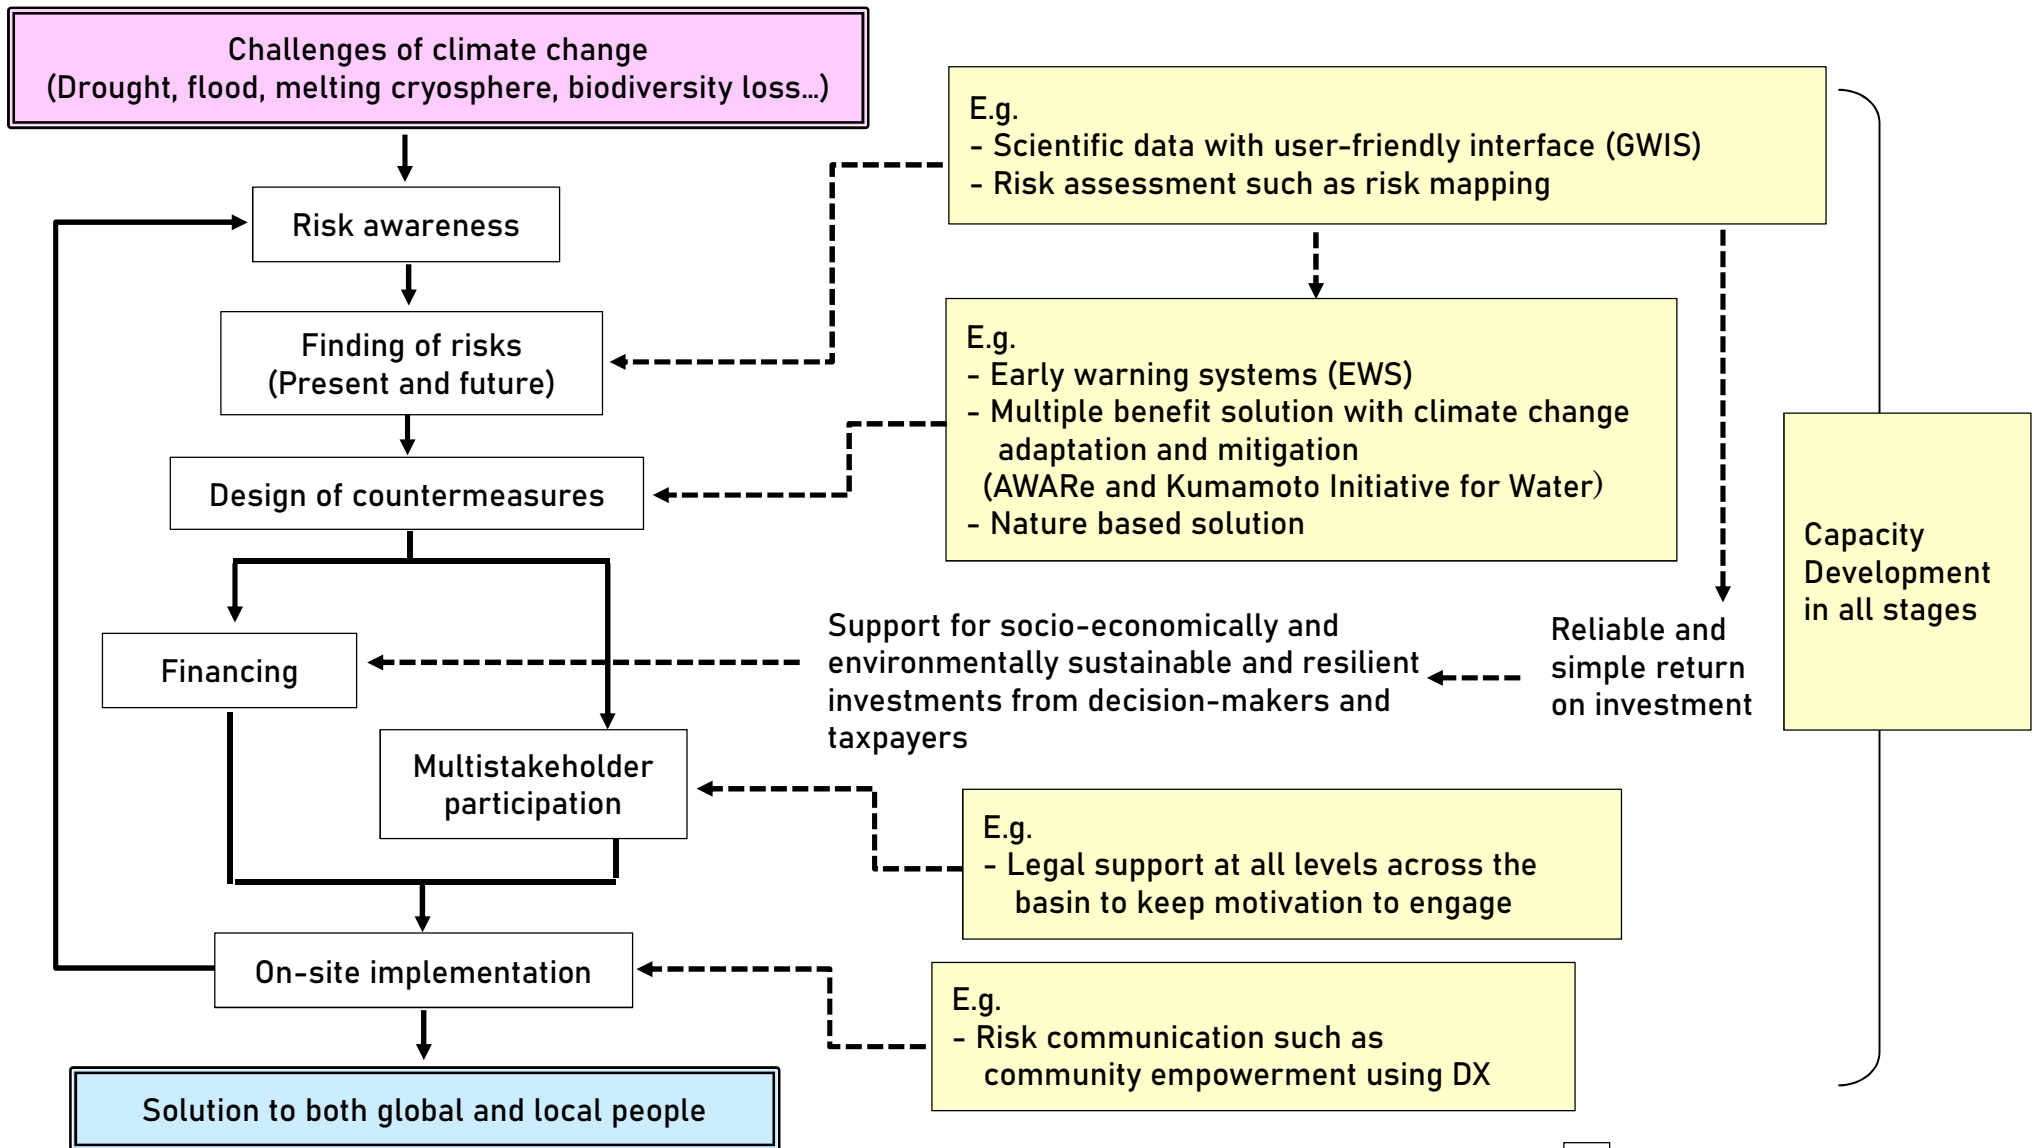 Challenges of climate change
(Drought, flood, melting cryosphere, biodiversity loss…)
Risk awareness
Finding of risks
(Present and future)
Design of countermeasures
Financing
Multistakeholder
participation
On-site implementation
Solution to both global and local people
E.g.
- Scientific data with user-friendly interface (GWIS)
- Risk assessment such as risk mapping
E.g.
- Early warning systems (EWS)
- Multiple benefit solution with climate change
adaptation and mitigation
(AWARe and Kumamoto Initiative for Water)
- Nature based solution
Support for socio-economically and
environmentally sustainable and resilient
investments from decision-makers and
taxpayers
Reliable and
simple return
on investment
E.g.
- Legal support at all levels across the
basin to keep motivation to engage
E.g.
- Risk communication such as
community empowerment using DX
Capacity
Development
in all stages